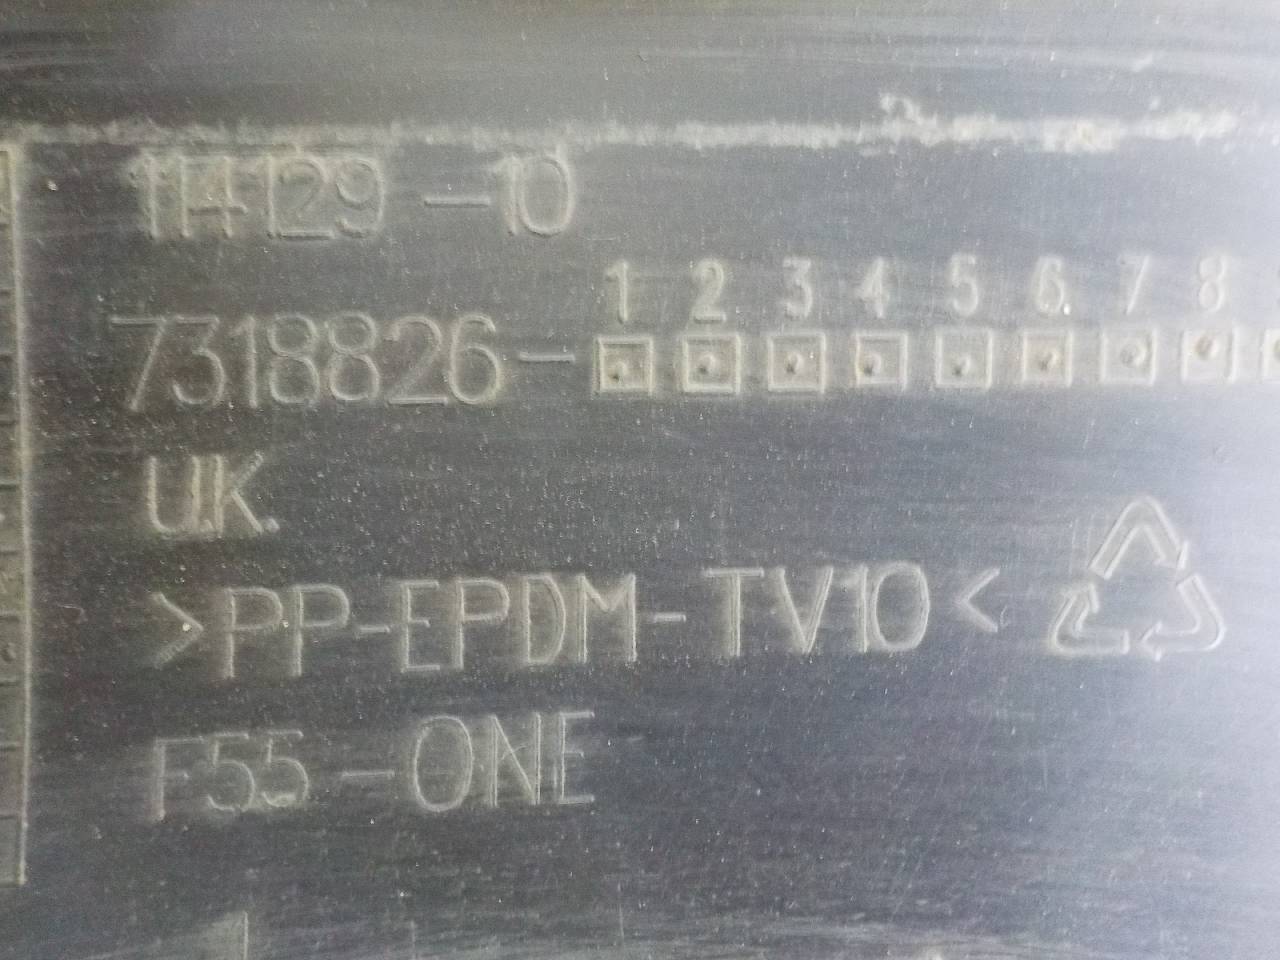 114129-10
1 2 3 4 5 6 7 8
7318826-
U.K.
>PP-EPDM-TV10<
F55-ONE